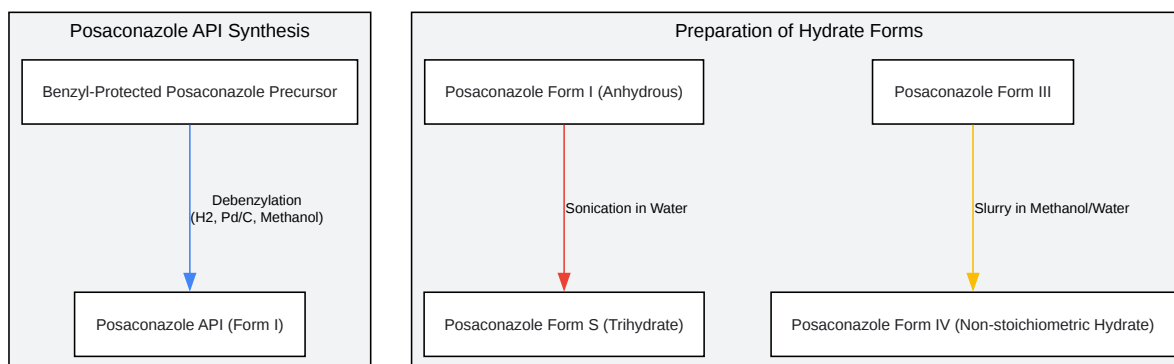 Posaconazole API Synthesis
Benzyl-Protected Posaconazole Precursor
Debenzylation
(H2, Pd/C, Methanol)
Posaconazole API (Form I)
Preparation of Hydrate Forms
Posaconazole Form I (Anhydrous)
Posaconazole Form III
Sonication in Water
Slurry in Methanol/Water
Posaconazole Form S (Trihydrate)
Posaconazole Form IV (Non-stoichiometric Hydrate)